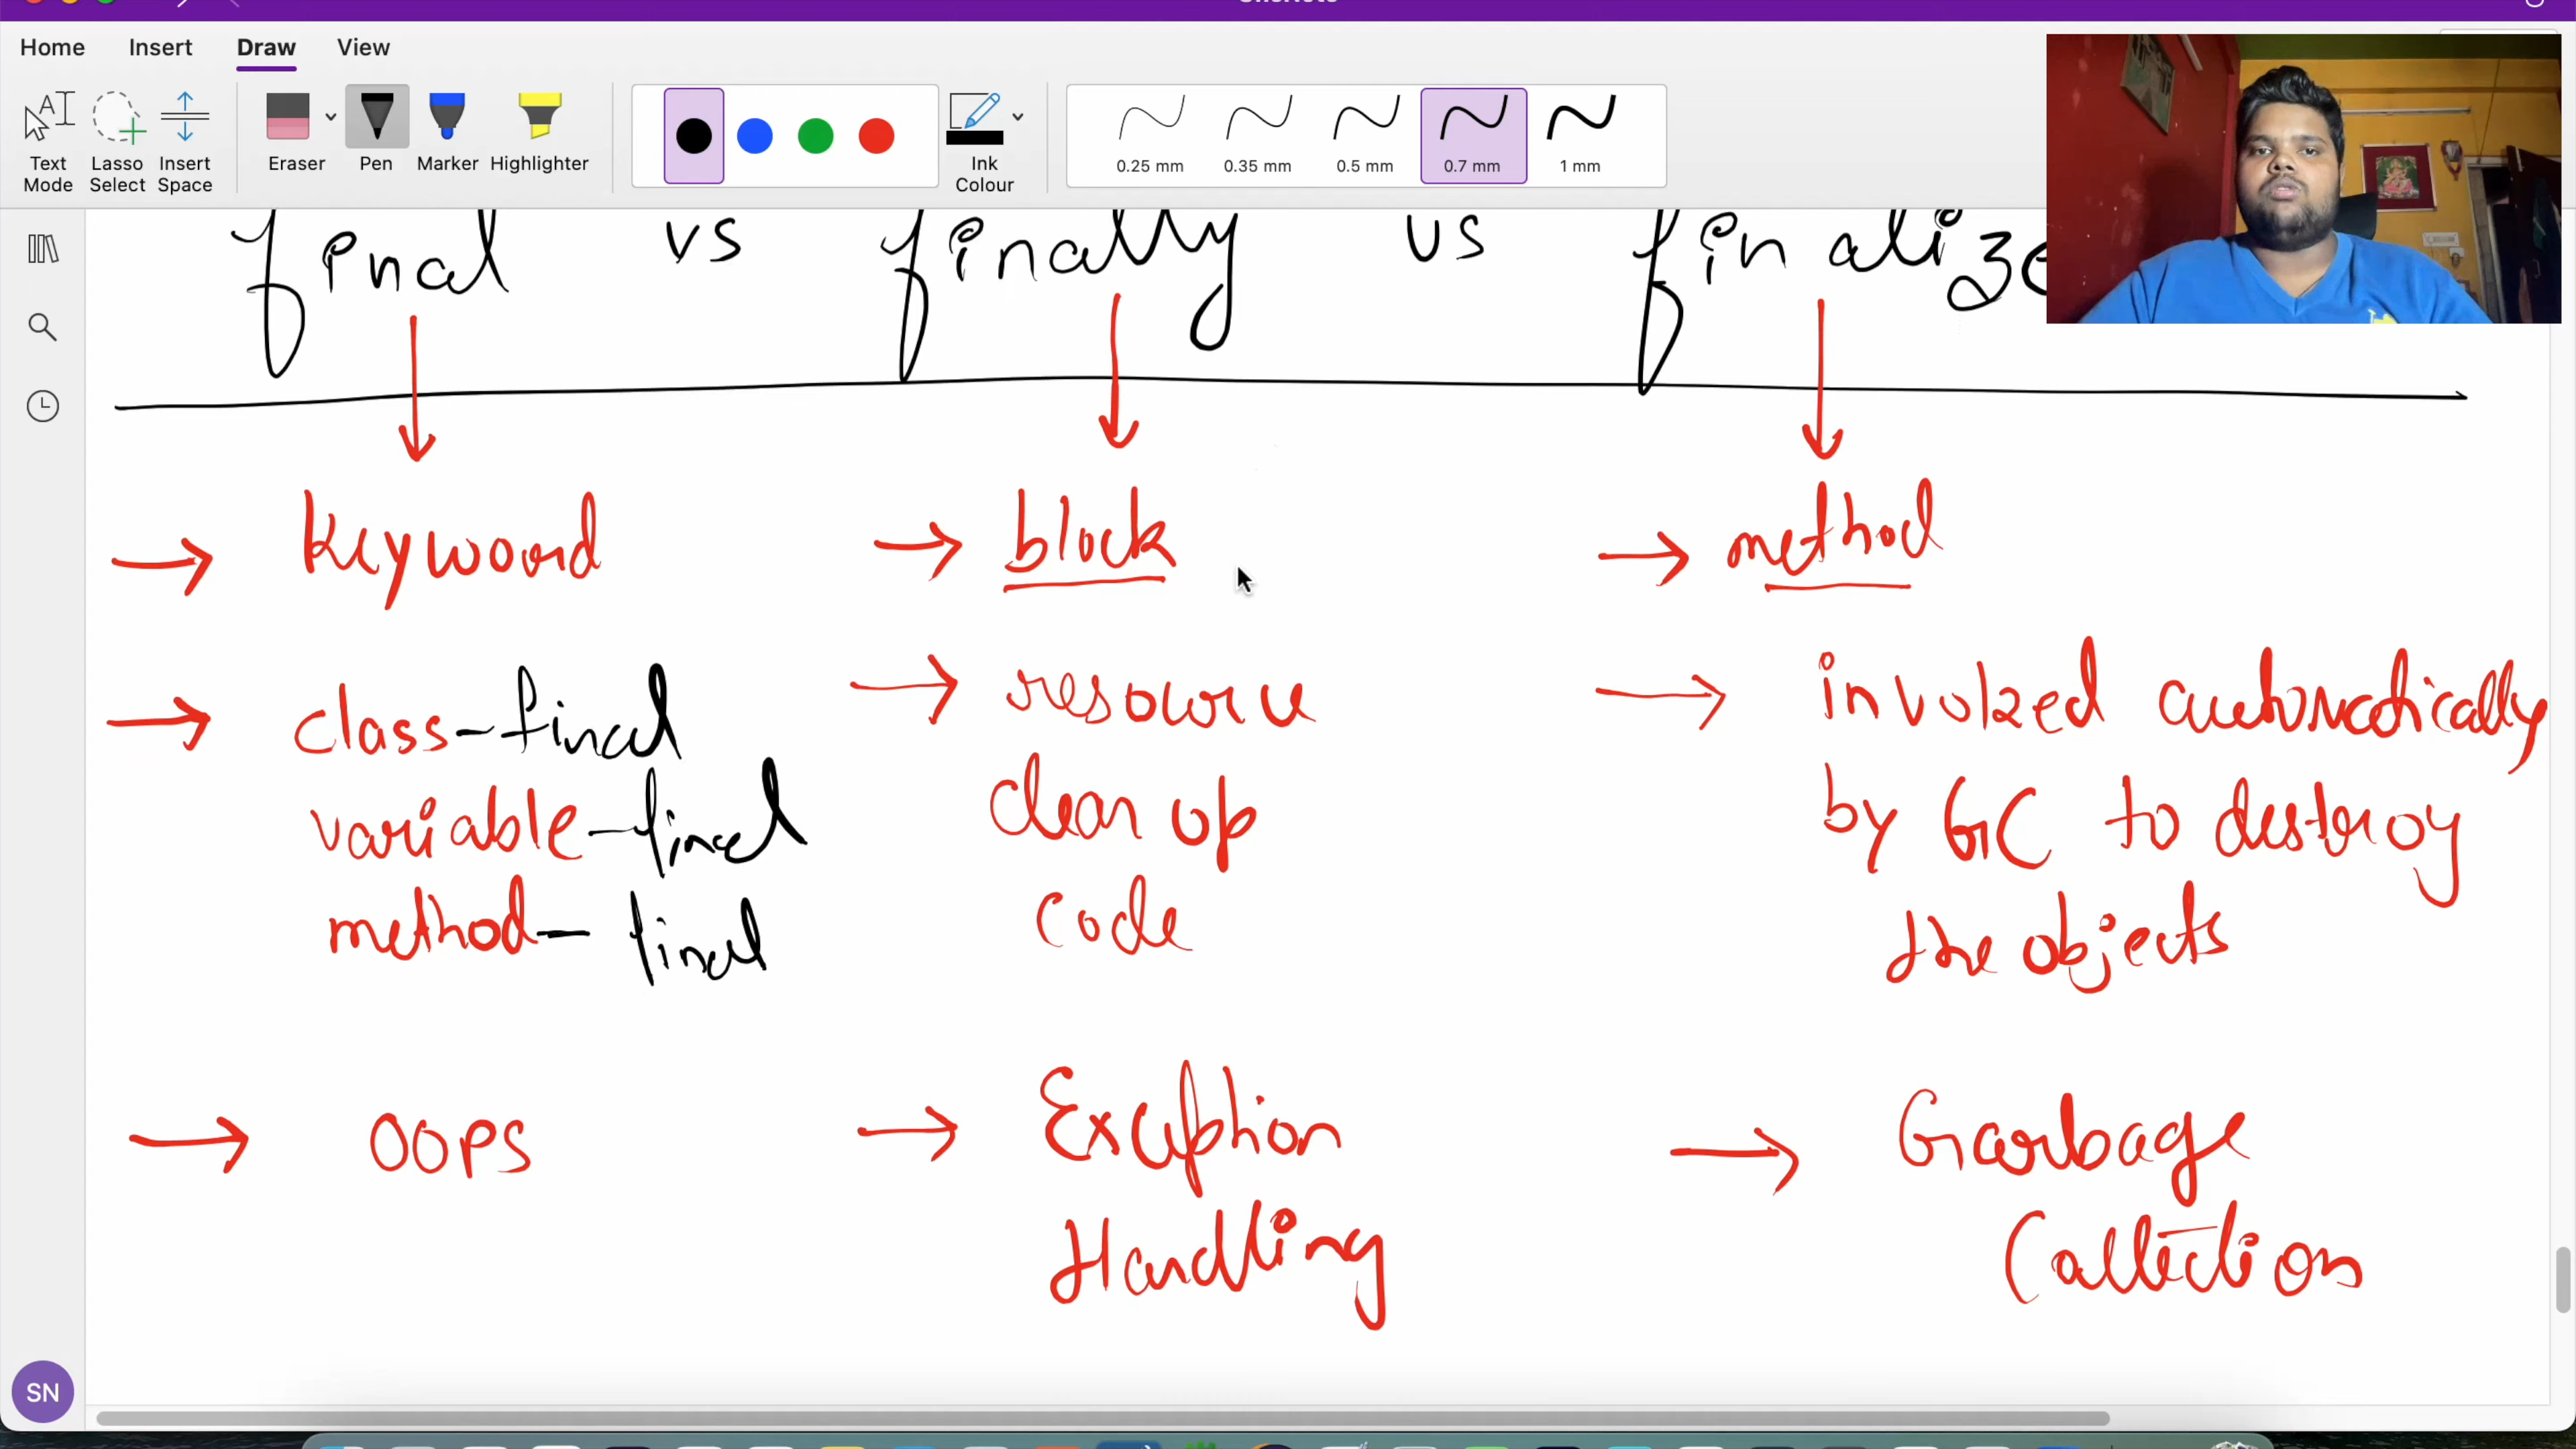 Home Insert Draw View
Text Mode
Lasso Select
Insert Space
Eraser
Pen
Marker
Highlighter
Ink Colour
0.25 mm
0.35 mm
0.5 mm
0.7 mm
1 mm
final vs finally vs finalize
→ keyword
→ class - final
variable - final
method - final
→ OOPS
→ block
→ resource
clean up
code
→ Exception
Handling
→ method
→ invoked automatically
by GC to destroy
the objects
→ Garbage
Collection
SN